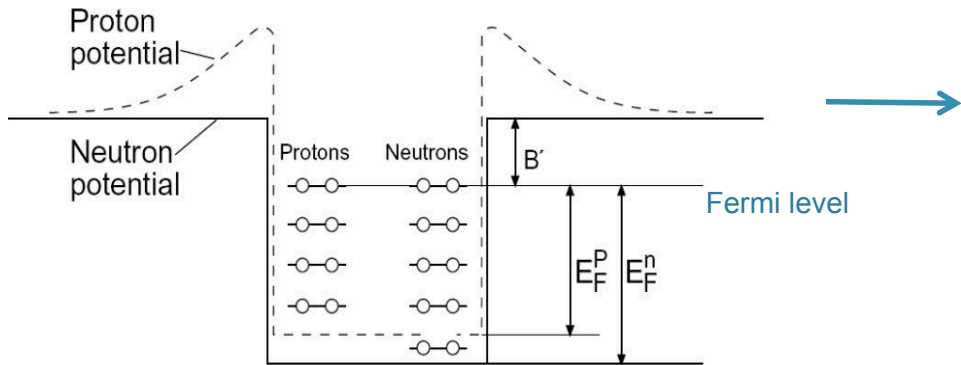 Proton
potential
Neutron
potential
Protons
Neutrons
B′
Fermi level
E_F^P
E_F^n